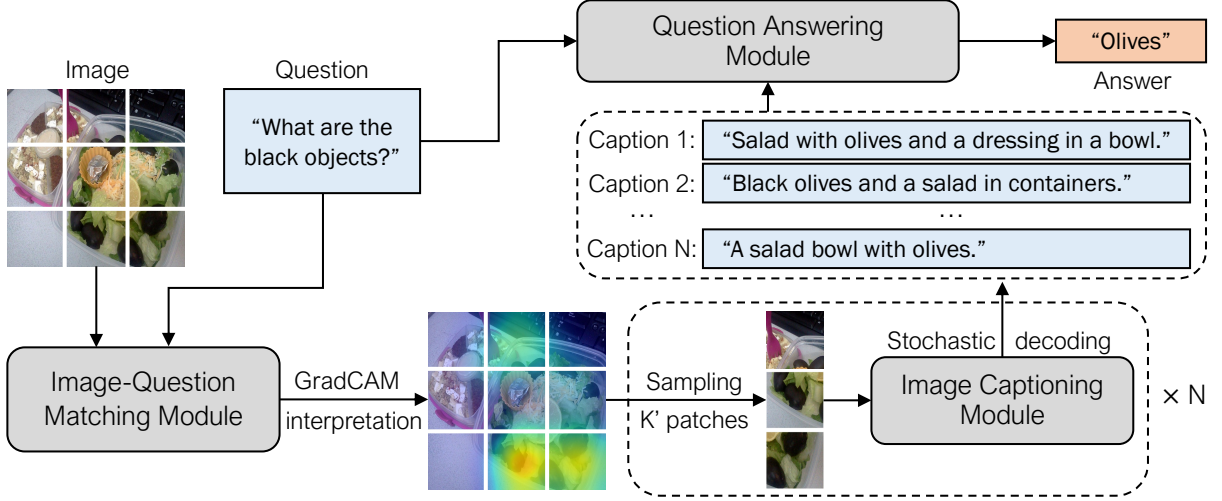 Image
Question
"What are the
black objects?"
Question Answering
Module
"Olives"
Answer
Caption 1: "Salad with olives and a dressing in a bowl."
Caption 2: "Black olives and a salad in containers."
... ...
Caption N: "A salad bowl with olives."
Image-Question
Matching Module
GradCAM
interpretation
Sampling
K' patches
Stochastic decoding
Image Captioning
Module
× N